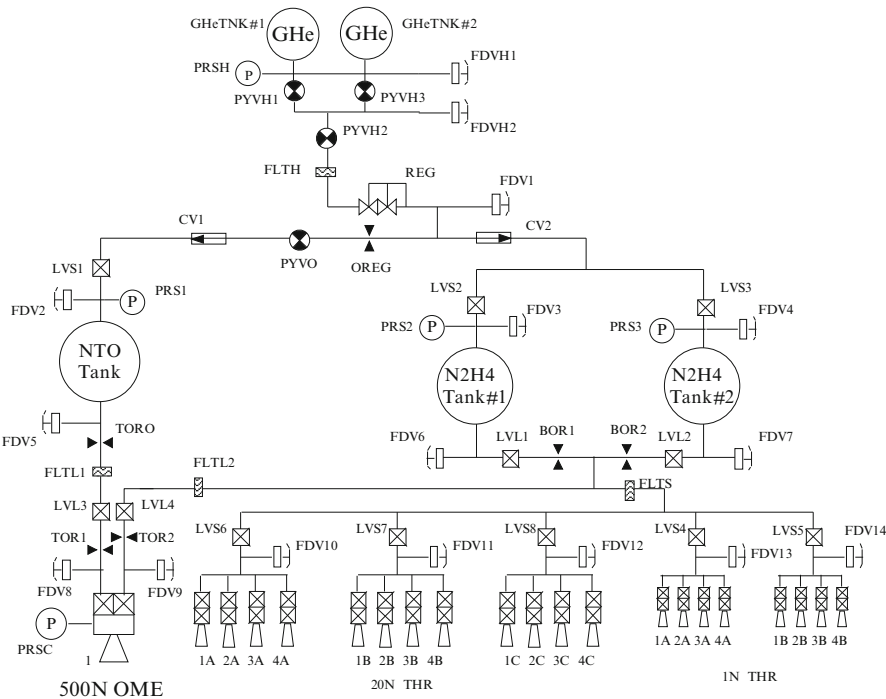 GHeTNK#1 GHeTNK#2
GHe GHe
FDVH1
PRSH P
PYVH1 PYVH3
FDVH2
PYVH2
FLTH REG FDV1
CV1 CV2
PYVO OREG
LVS1
LVS2 LVS3
PRS1 P
FDV2 FDV3 FDV4
PRS2 P PRS3 P
NTO
Tank
N2H4
Tank#1
N2H4
Tank#2
FDV5 TORO
FDV6 LVL1 BOR1 BOR2 LVL2 FDV7
FLTL1 FLTL2 FLTS
LVL3 LVL4
LVS6 LVS7 LVS8 LVS4 LVS5
TOR1 TOR2
FDV10 FDV11 FDV12 FDV13 FDV14
FDV8 FDV9
P
PRSC 1
1A 2A 3A 4A 1B 2B 3B 4B 1C 2C 3C 4C 1A 2A 3A 4A 1B 2B 3B 4B
500N OME 20N THR 1N THR